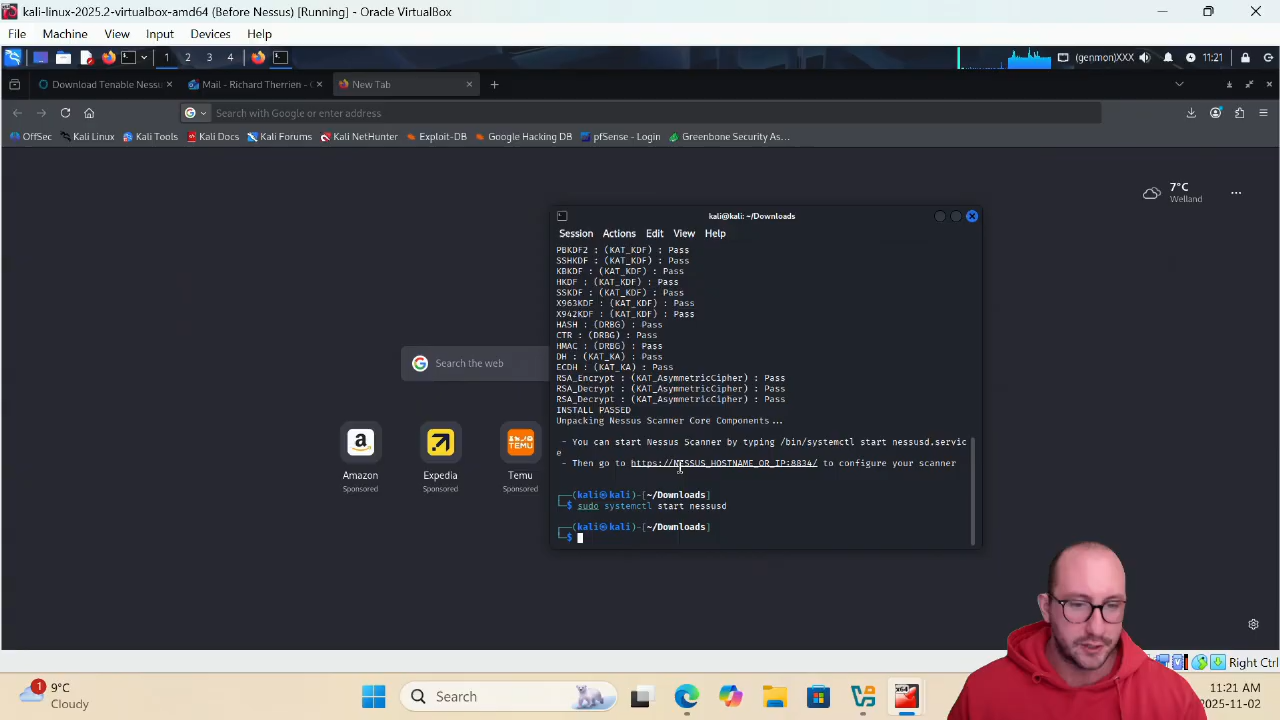 kali-linux-2025.2-virtualbox-amd64 (Before Nessus) [Running] - Oracle VirtualBox
File Machine View Input Devices Help
1 2 3 4 (genmon)XXX 11:21
Download Tenable Nessu Mail - Richard Therrien - New Tab
Search with Google or enter address
OffSec Kali Linux Kali Tools Kali Docs Kali Forums Kali NetHunter Exploit-DB Google Hacking DB pfSense - Login Greenbone Security As...
7°C
Welland
kali@kali: ~/Downloads
Session Actions Edit View Help
PBKDF2 : (KAT_KDF) : Pass
SSHKDF : (KAT_KDF) : Pass
KBKDF : (KAT_KDF) : Pass
HKDF : (KAT_KDF) : Pass
SSKDF : (KAT_KDF) : Pass
X963KDF : (KAT_KDF) : Pass
X942KDF : (KAT_KDF) : Pass
HASH : (DRBG) : Pass
CTR : (DRBG) : Pass
HMAC : (DRBG) : Pass
DH : (KAT_KA) : Pass
ECDH : (KAT_KA) : Pass
RSA_Encrypt : (KAT_AsymmetricCipher) : Pass
RSA_Decrypt : (KAT_AsymmetricCipher) : Pass
RSA_Decrypt : (KAT_AsymmetricCipher) : Pass
INSTALL PASSED
Unpacking Nessus Scanner Core Components...
- You can start Nessus Scanner by typing /bin/systemctl start nessusd.servic
e
- Then go to https://NESSUS_HOSTNAME_OR_IP:8834/ to configure your scanner
(kali㉿kali)-[~/Downloads]
$ sudo systemctl start nessusd
(kali㉿kali)-[~/Downloads]
$
Search the web
Amazon
Sponsored
Expedia
Sponsored
Temu
Sponsored
Right Ctrl
1
9°C
Cloudy
Search
x64
11:21 AM
2025-11-02